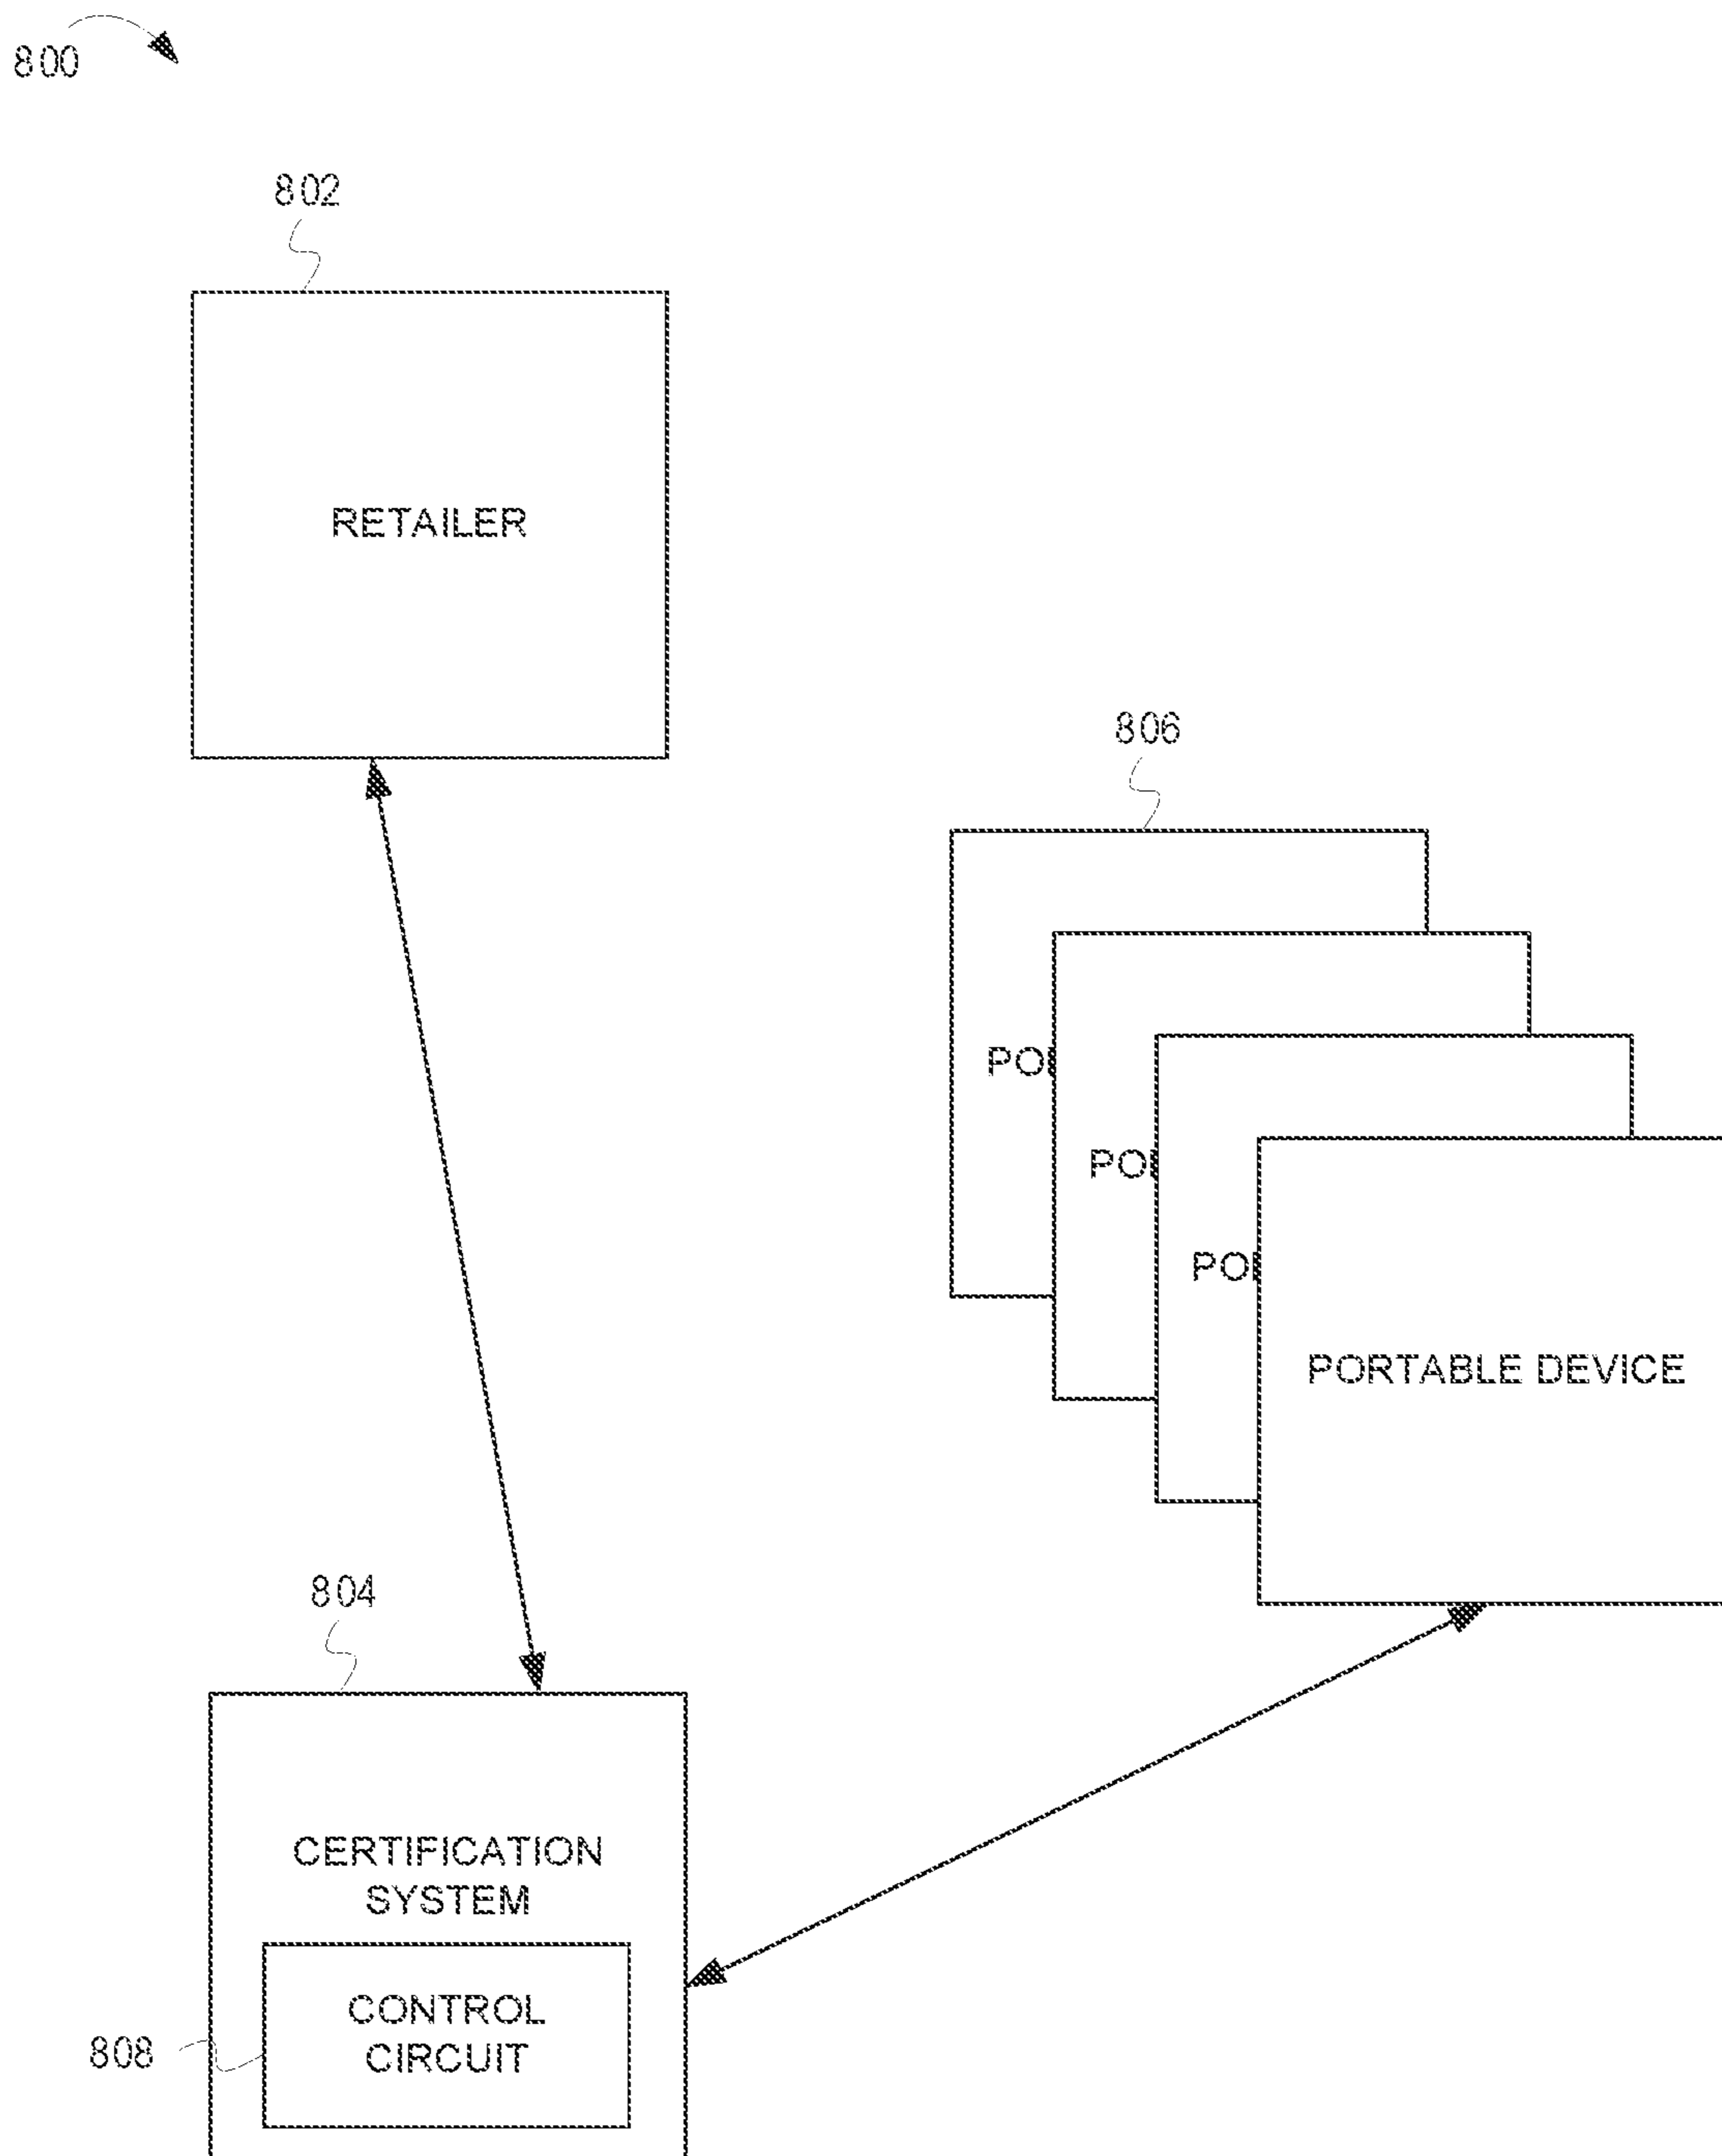 800
802
RETAILER
806
PO
PO
PO
PORTABLE DEVICE
804
CERTIFICATION
SYSTEM
CONTROL
CIRCUIT
808